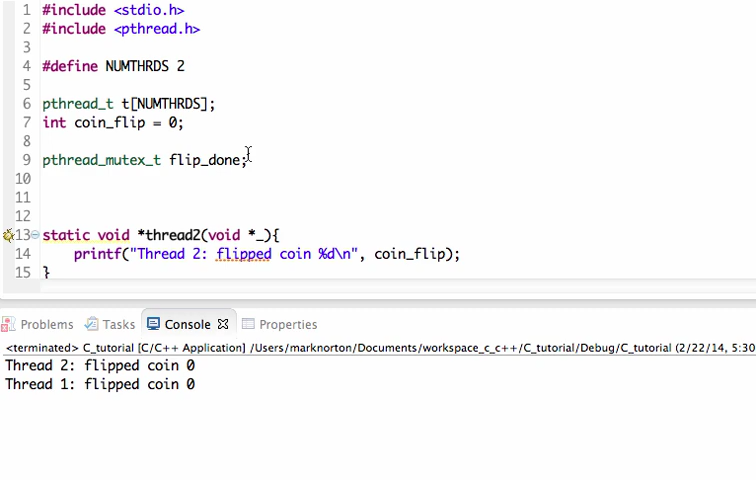 1 #include <stdio.h>
2 #include <pthread.h>
3
4 #define NUMTHRDS 2
5
6 pthread_t t[NUMTHRDS];
7 int coin_flip = 0;
8
9 pthread_mutex_t flip_done;
10
11
12
13 static void *thread2(void *_){
14 printf("Thread 2: flipped coin %d\n", coin_flip);
15 }
Problems Tasks Console Properties
<terminated> C_tutorial [C/C++ Application] /Users/marknorton/Documents/workspace_c_c++/C_tutorial/Debug/C_tutorial (2/22/14, 5:30
Thread 2: flipped coin 0
Thread 1: flipped coin 0